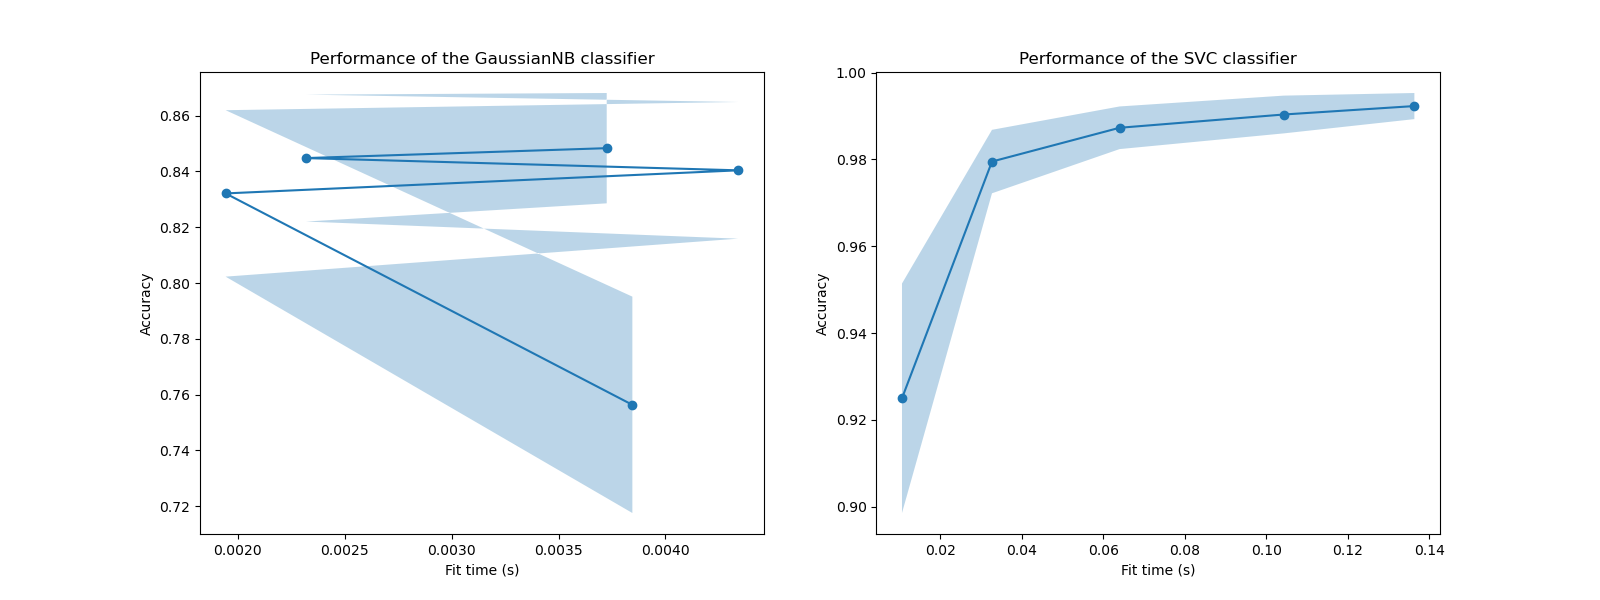 Performance of the GaussianNB classifier
Accuracy
0.86
0.84
0.82
0.80
0.78
0.76
0.74
0.72
0.0020 0.0025 0.0030 0.0035 0.0040
Fit time (s)
Performance of the SVC classifier
Accuracy
1.00
0.98
0.96
0.94
0.92
0.90
0.02 0.04 0.06 0.08 0.10 0.12 0.14
Fit time (s)